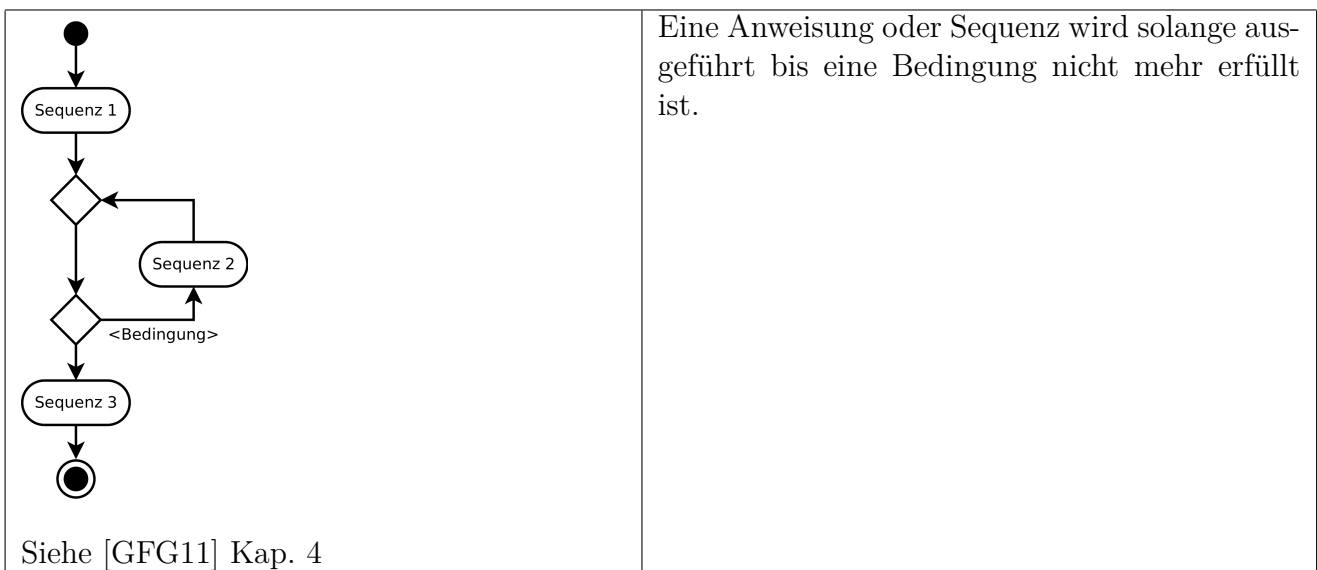 Sequenz 1
Sequenz 2
<Bedingung>
Sequenz 3
Siehe [GFG11] Kap. 4
Eine Anweisung oder Sequenz wird solange aus-
geführt bis eine Bedingung nicht mehr erfüllt
ist.